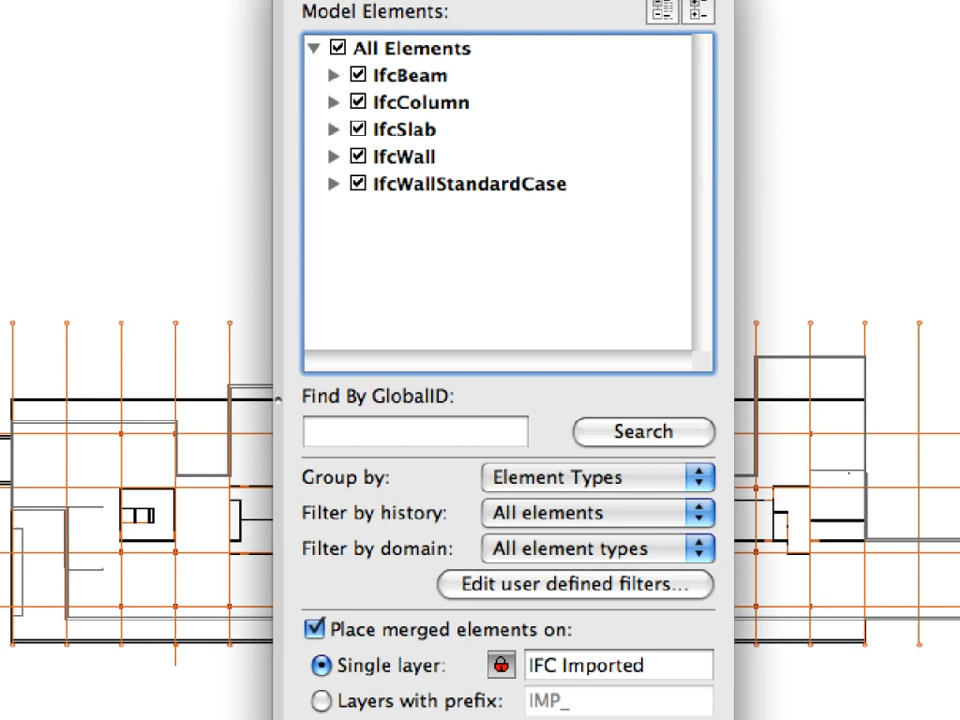 Model Elements:
All Elements
IfcBeam
IfcColumn
IfcSlab
IfcWall
IfcWallStandardCase
Find By GlobalID:
Search
Group by: Element Types
Filter by history: All elements
Filter by domain: All element types
Edit user defined filters...
Place merged elements on:
Single layer: IFC Imported
Layers with prefix: IMP_